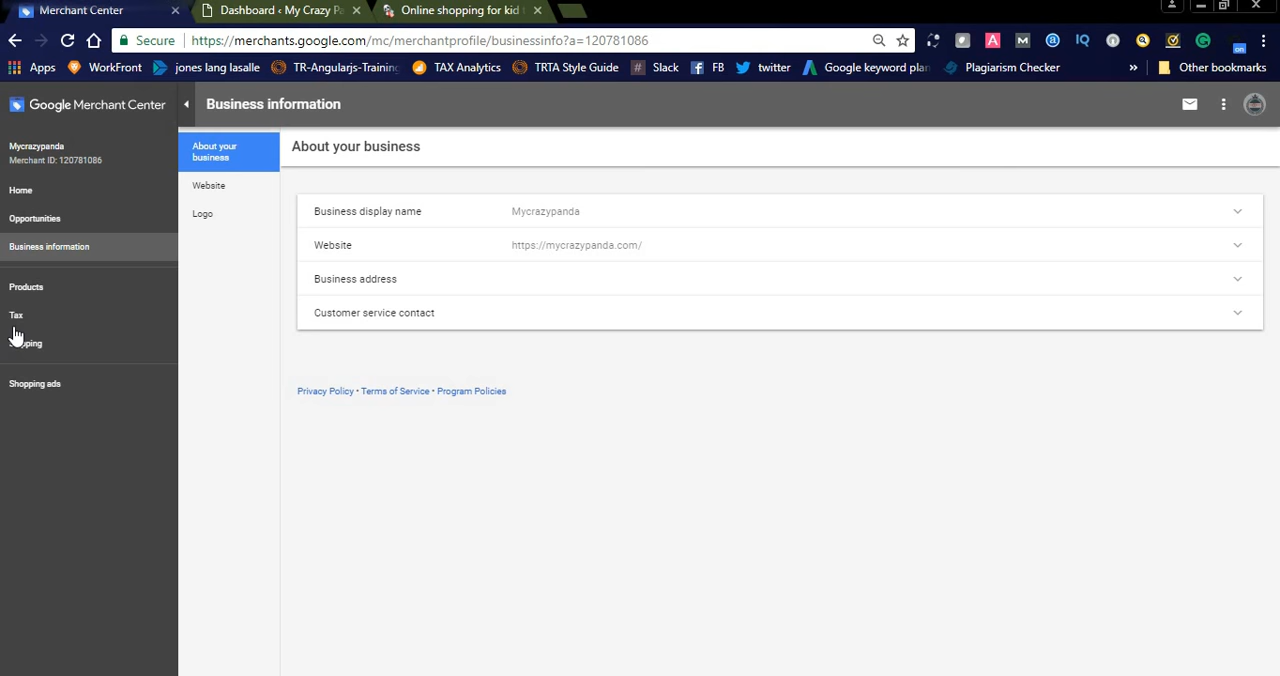 Merchant Center
Dashboard ‹ My Crazy Pa
Online shopping for kid t
Secure
https://merchants.google.com/mc/merchantprofile/businessinfo?a=120781086
Apps
WorkFront
jones lang lasalle
TR-Angularjs-Training
TAX Analytics
TRTA Style Guide
Slack
FB
twitter
Google keyword plan
Plagiarism Checker
»
Other bookmarks
on
Google Merchant Center
Business information
Mycrazypanda
Merchant ID: 120781086
Home
Opportunities
Business information
Products
Tax
Shopping ads
About your
business
Website
Logo
About your business
Business display name
Mycrazypanda
Website
https://mycrazypanda.com/
Business address
Customer service contact
Privacy Policy • Terms of Service • Program Policies